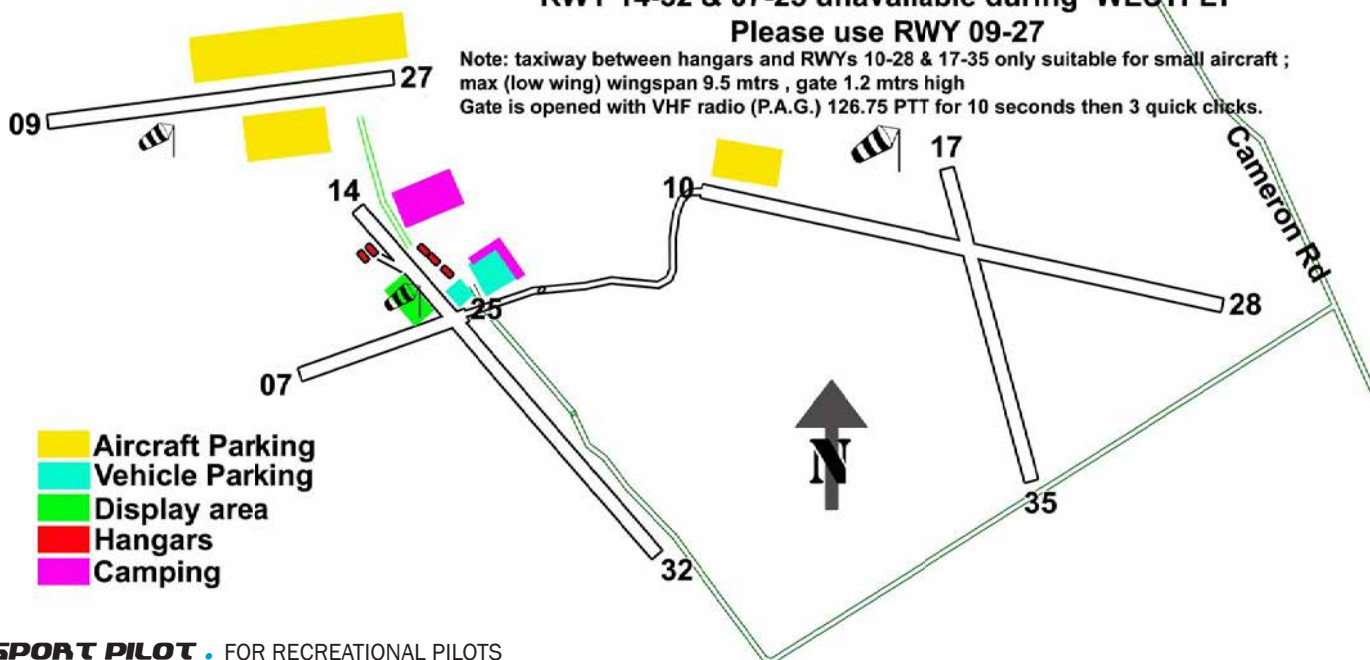 Please use RWY 09-27
Note: taxiway between hangars and RWYs 10-28 & 17-35 only suitable for small aircraft ;
max (low wing) wingspan 9.5 mtrs , gate 1.2 mtrs high
Gate is opened with VHF radio (P.A.G.) 126.75 PTT for 10 seconds then 3 quick clicks.
27
09
17
Cameron Rd
14
10
25
28
07
Aircraft Parking
Vehicle Parking
Display area
Hangars
Camping
N
35
32
SPORT PILOT . FOR RECREATIONAL PILOTS